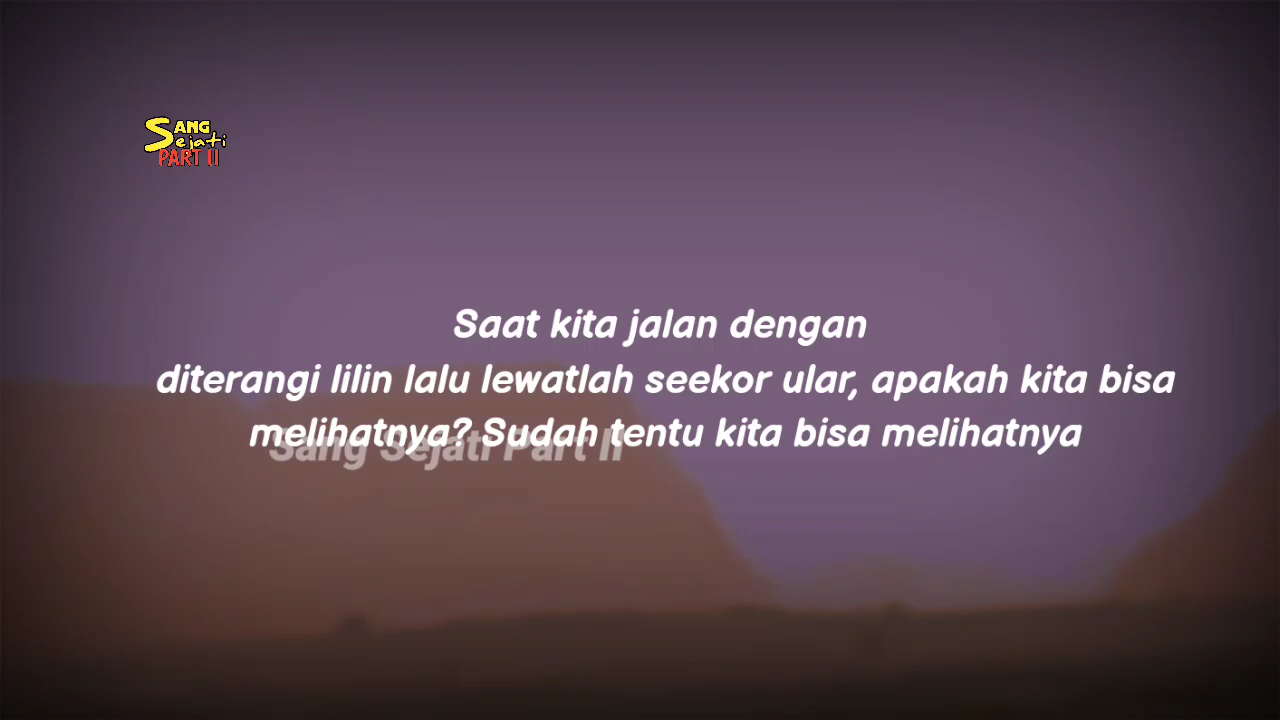 SANG
Sejati
PART II
Saat kita jalan dengan
diterangi lilin lalu lewatlah seekor ular, apakah kita bisa
melihatnya? Sudah tentu kita bisa melihatnya
Sang Sejati Part II